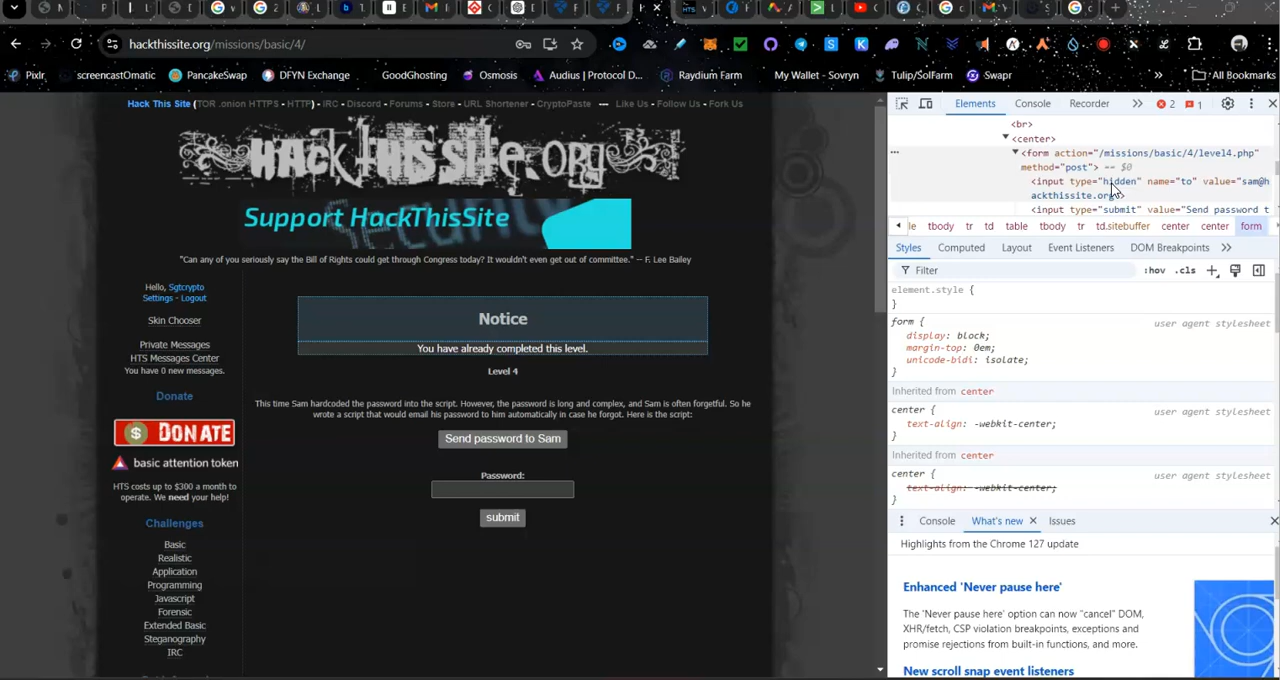 hackthissite.org/missions/basic/4/
Pixlr screencastOmatic PancakeSwap DFYN Exchange GoodGhosting Osmosis Audius | Protocol D... Raydium Farm My Wallet - Sovryn Tulip/SolFarm Swapr » All Bookmarks
Hack This Site (TOR .onion HTTPS - HTTP) - IRC - Discord - Forums - Store - URL Shortener - CryptoPaste --- Like Us - Follow Us - Fork Us
HAck THIS SIte.org
Support HackThisSite
"Can any of you seriously say the Bill of Rights could get through Congress today? It wouldn't even get out of committee." -- F. Lee Bailey
Hello, Sgtcrypto
Settings - Logout
Skin Chooser
Private Messages
HTS Messages Center
You have 0 new messages.
Donate
$ DONATE
basic attention token
HTS costs up to $300 a month to
operate. We need your help!
Challenges
Basic
Realistic
Application
Programming
Javascript
Forensic
Extended Basic
Steganography
IRC
Notice
You have already completed this level.
Level 4
This time Sam hardcoded the password into the script. However, the password is long and complex, and Sam is often forgetful. So he
wrote a script that would email his password to him automatically in case he forgot. Here is the script:
Send password to Sam
Password:
submit
Elements Console Recorder » 2 1
<br>
<center>
<form action="/missions/basic/4/level4.php"
method="post"> == $0
<input type="hidden" name="to" value="sam@h
ackthissite.org">
<input type="submit" value="Send password t
le tbody tr td table tbody tr td.sitebuffer center center form
Styles Computed Layout Event Listeners DOM Breakpoints »
Filter :hov .cls +
element.style {
}
form { user agent stylesheet
display: block;
margin-top: 0em;
unicode-bidi: isolate;
}
Inherited from center
center { user agent stylesheet
text-align: -webkit-center;
}
Inherited from center
center { user agent stylesheet
text-align: -webkit-center;
}
Console What's new Issues
Highlights from the Chrome 127 update
Enhanced 'Never pause here'
The 'Never pause here' option can now "cancel" DOM,
XHR/fetch, CSP violation breakpoints, exceptions and
promise rejections from built-in functions, and more.
New scroll snap event listeners